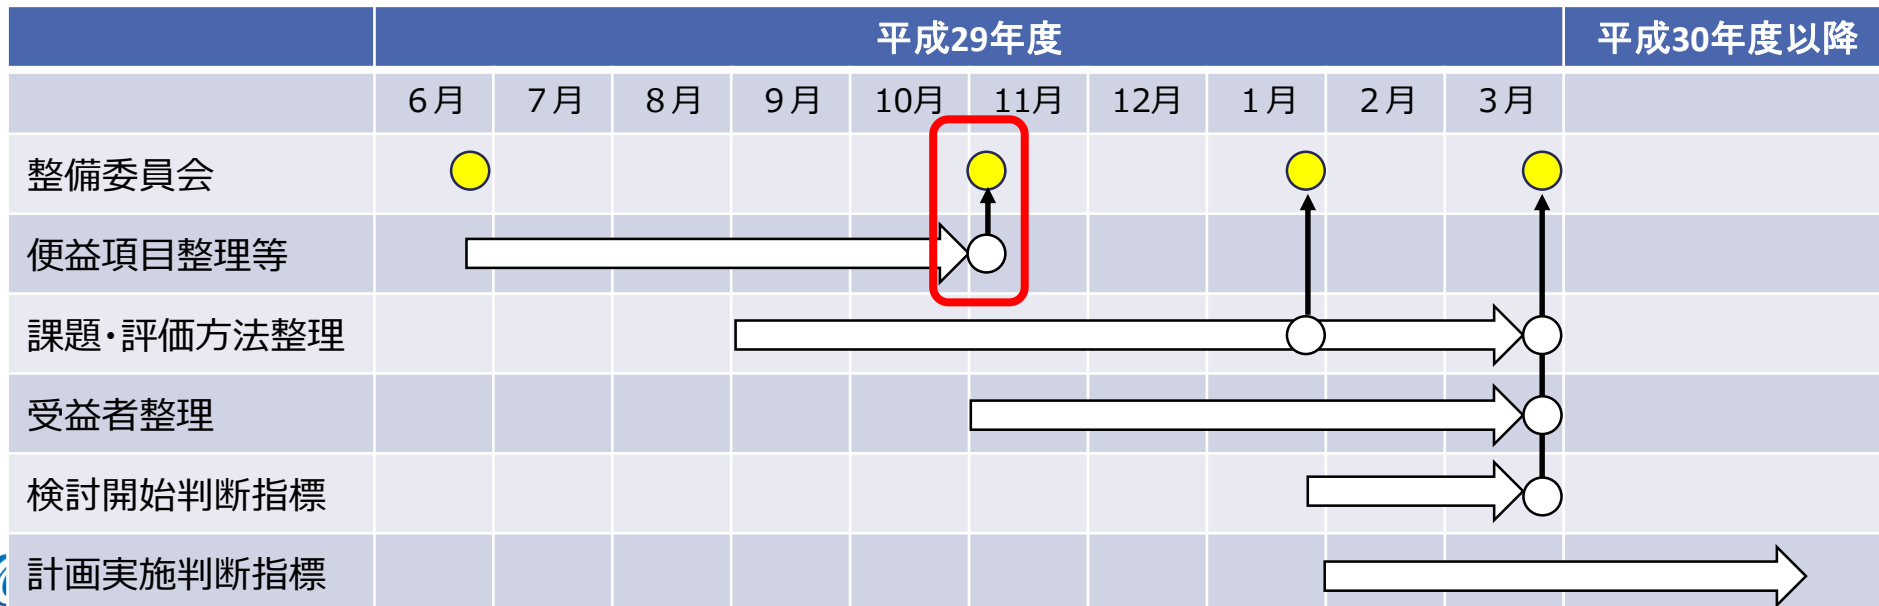 平成29年度 平成30年度以降
6月 7月 8月 9月 10月 11月 12月 1月 2月 3月
整備委員会
便益項目整理等
課題・評価方法整理
受益者整理
検討開始判断指標
計画実施判断指標